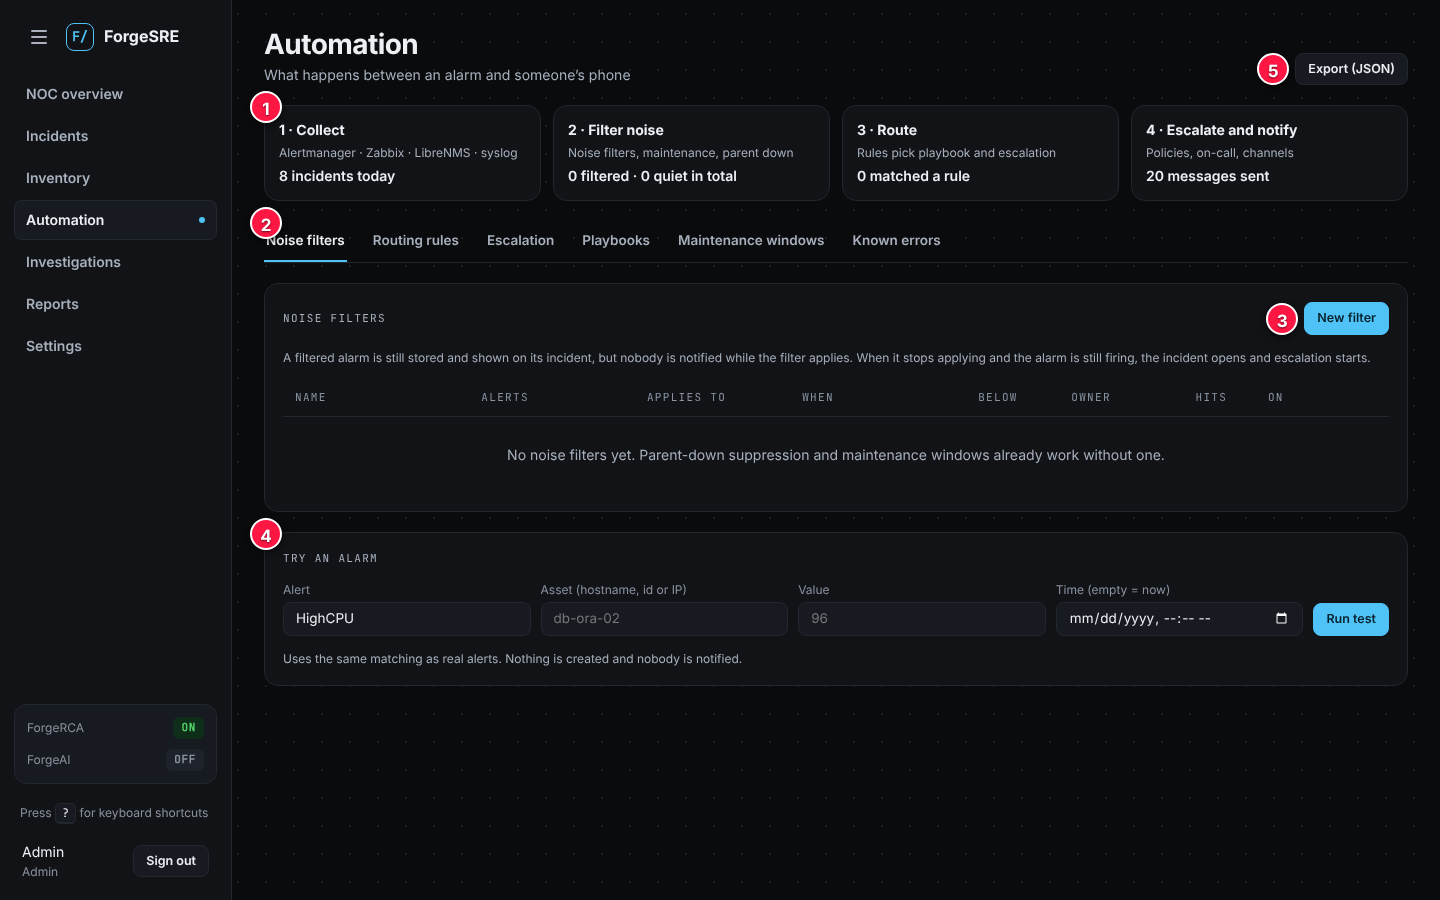 F/ ForgeSRE
NOC overview
Incidents
Inventory
Automation
Investigations
Reports
Settings
ForgeRCA ON
ForgeAI OFF
Press ? for keyboard shortcuts
Admin
Admin
Sign out
Automation
What happens between an alarm and someone's phone
5 Export (JSON)
1
1 · Collect
Alertmanager · Zabbix · LibreNMS · syslog
8 incidents today
2 · Filter noise
Noise filters, maintenance, parent down
0 filtered · 0 quiet in total
3 · Route
Rules pick playbook and escalation
0 matched a rule
4 · Escalate and notify
Policies, on-call, channels
20 messages sent
2
Noise filters Routing rules Escalation Playbooks Maintenance windows Known errors
NOISE FILTERS
3 New filter
A filtered alarm is still stored and shown on its incident, but nobody is notified while the filter applies. When it stops applying and the alarm is still firing, the incident opens and escalation starts.
NAME ALERTS APPLIES TO WHEN BELOW OWNER HITS ON
No noise filters yet. Parent-down suppression and maintenance windows already work without one.
4
TRY AN ALARM
Alert Asset (hostname, id or IP) Value Time (empty = now)
HighCPU db-ora-02 96 mm/dd/yyyy, --:-- -- Run test
Uses the same matching as real alerts. Nothing is created and nobody is notified.